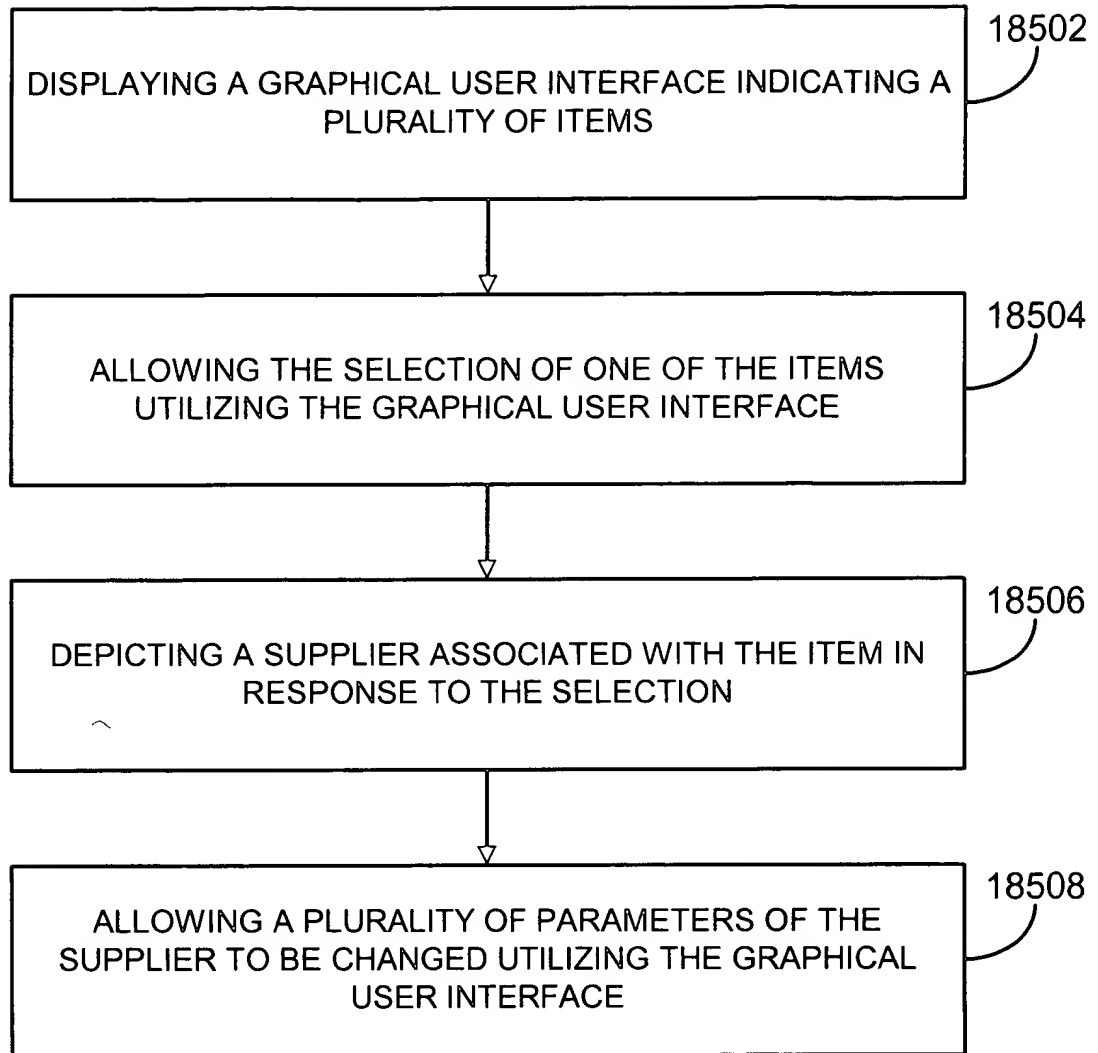 18502
DISPLAYING A GRAPHICAL USER INTERFACE INDICATING A
PLURALITY OF ITEMS
18504
ALLOWING THE SELECTION OF ONE OF THE ITEMS
UTILIZING THE GRAPHICAL USER INTERFACE
18506
DEPICTING A SUPPLIER ASSOCIATED WITH THE ITEM IN
RESPONSE TO THE SELECTION
18508
ALLOWING A PLURALITY OF PARAMETERS OF THE
SUPPLIER TO BE CHANGED UTILIZING THE GRAPHICAL
USER INTERFACE